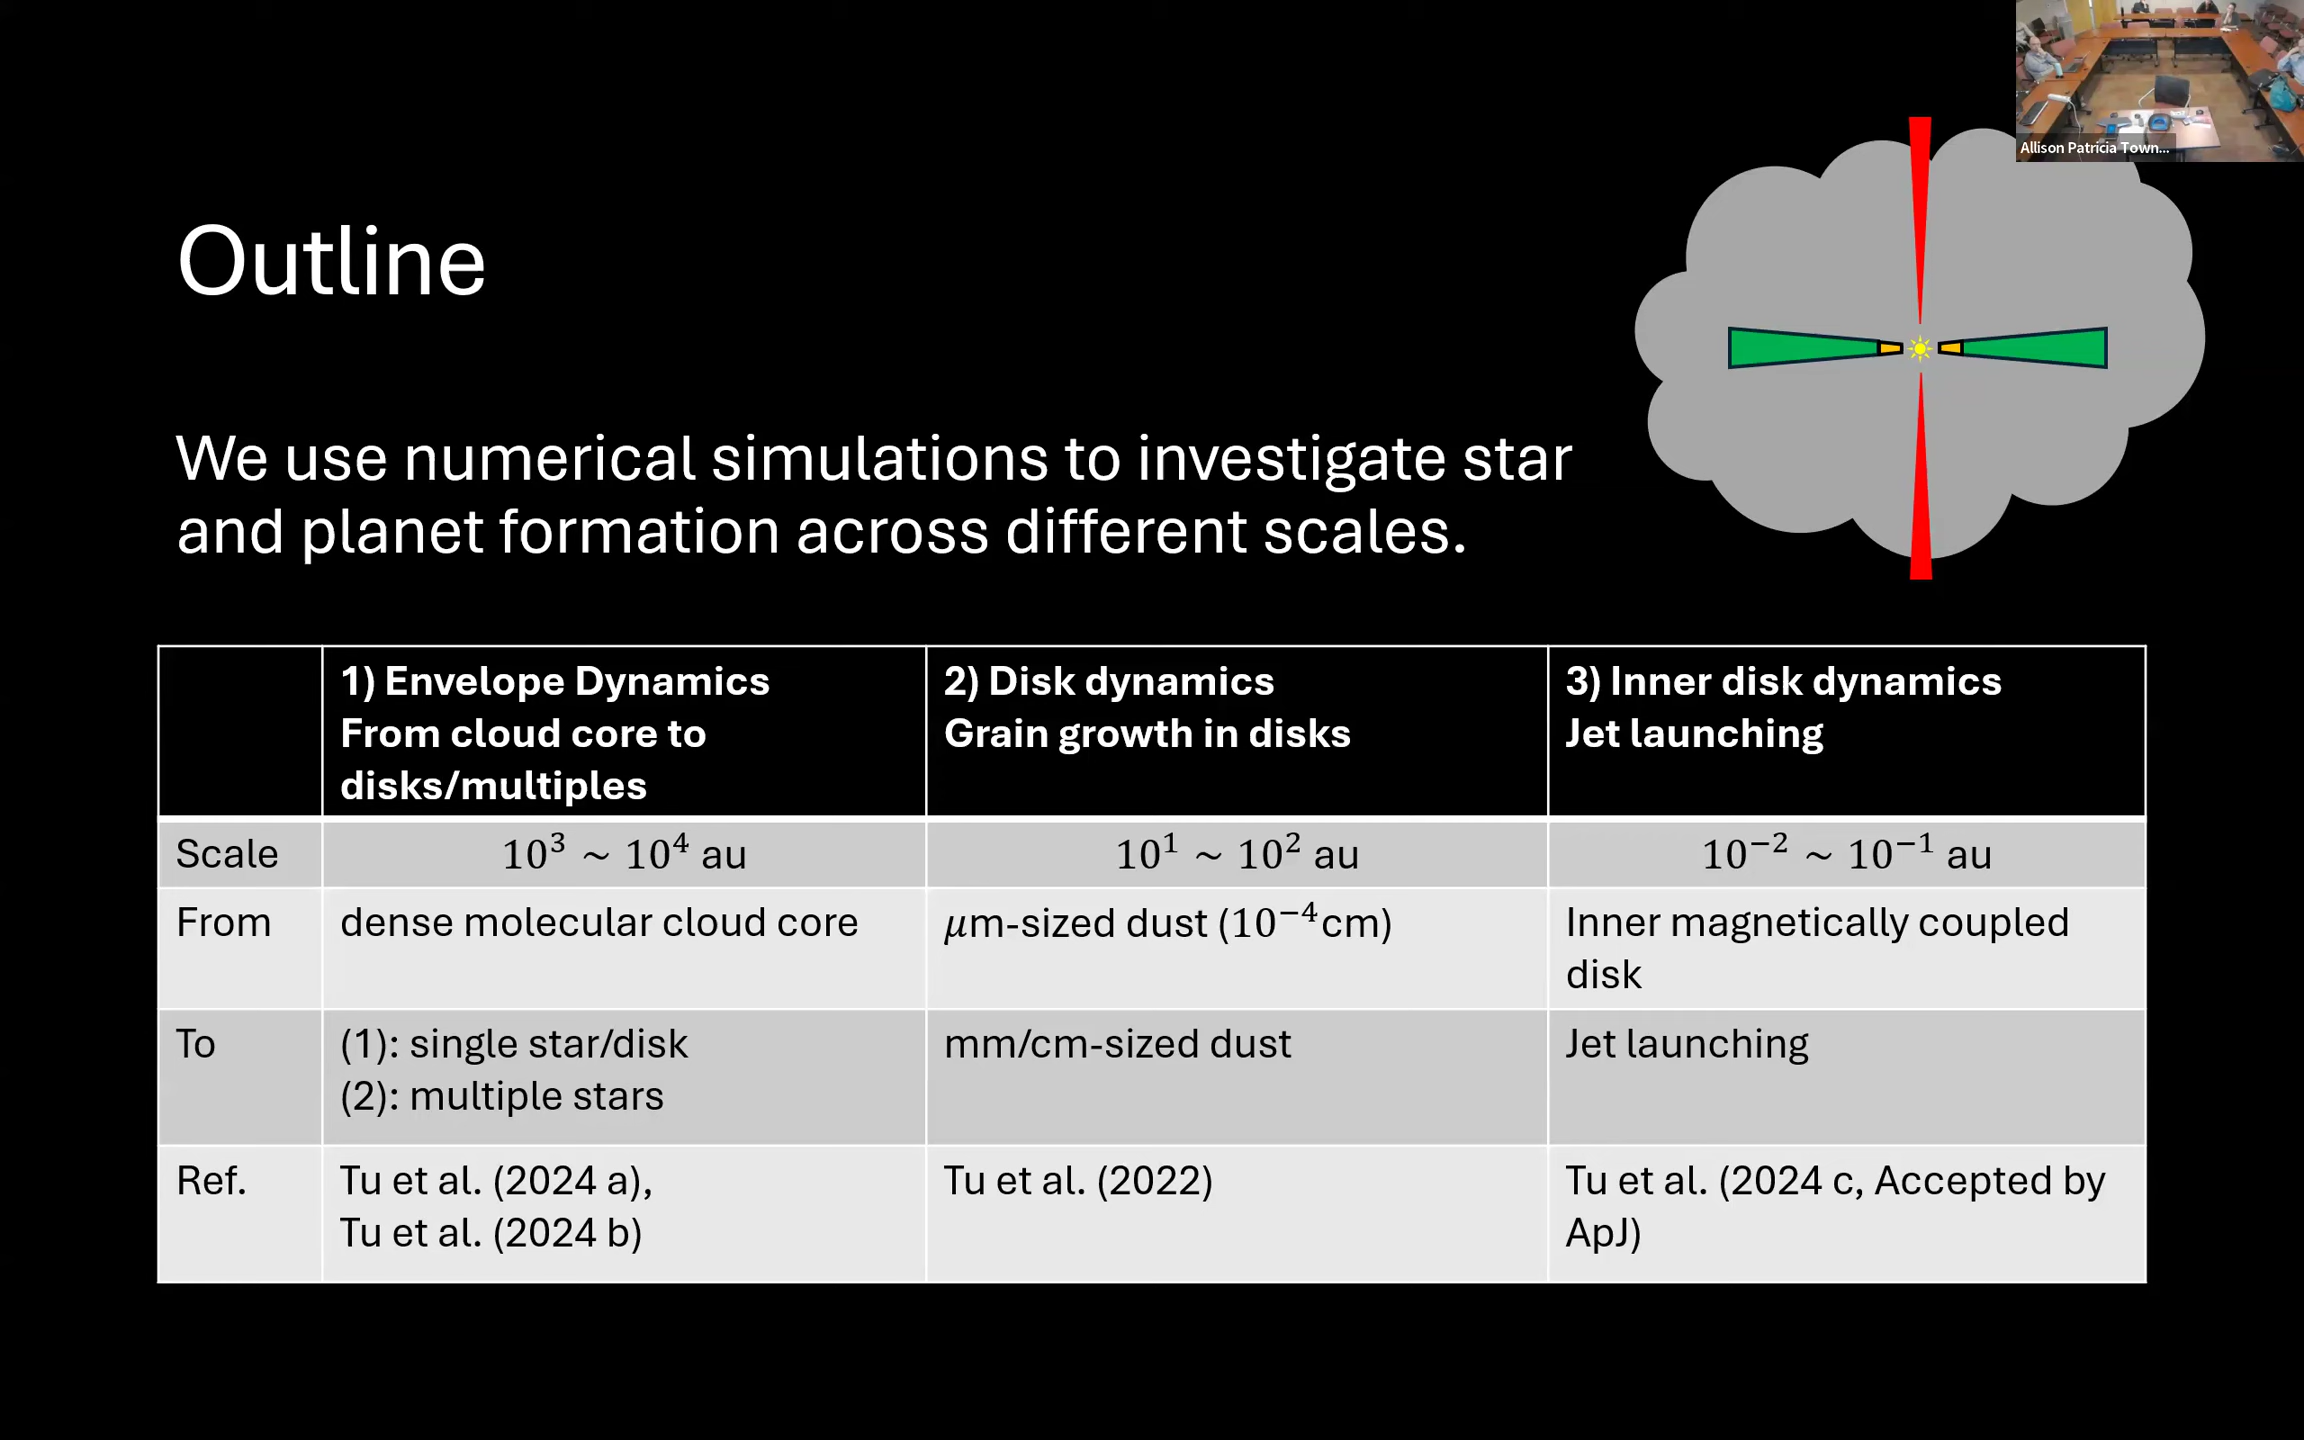 Allison Patricia Town...
Outline
We use numerical simulations to investigate star
and planet formation across different scales.
1) Envelope Dynamics
From cloud core to
disks/multiples
2) Disk dynamics
Grain growth in disks
3) Inner disk dynamics
Jet launching
Scale
10³ ~ 10⁴ au
10¹ ~ 10² au
10⁻² ~ 10⁻¹ au
From
dense molecular cloud core
μm-sized dust (10⁻⁴cm)
Inner magnetically coupled
disk
To
(1): single star/disk
(2): multiple stars
mm/cm-sized dust
Jet launching
Ref.
Tu et al. (2024 a),
Tu et al. (2024 b)
Tu et al. (2022)
Tu et al. (2024 c, Accepted by
ApJ)